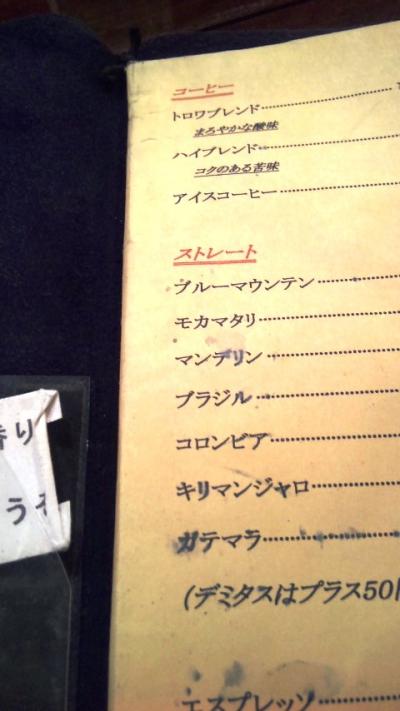 コーヒー
トロワブレンド
まろやかな酸味
ハイブレンド
コクのある苦味
アイスコーヒー
ストレート
ブルーマウンテン
モカマタリ
マンデリン
ブラジル
コロンビア
キリマンジャロ
ガテマラ
(デミタスはプラス50
エスプレッソ
香り
うぞ